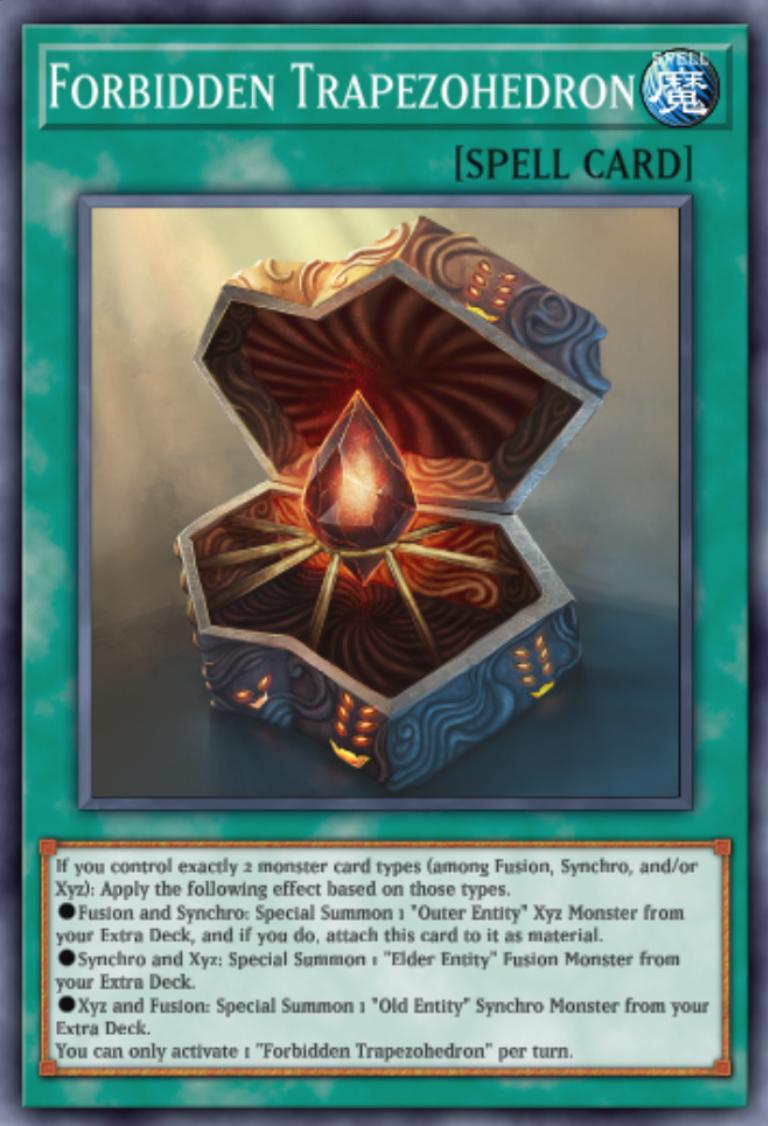 FORBIDDEN TRAPEZOHEDRON
SPELL
魔
[SPELL CARD]
If you control exactly 2 monster card types (among Fusion, Synchro, and/or
Xyz): Apply the following effect based on those types.
●Fusion and Synchro: Special Summon 1 "Outer Entity" Xyz Monster from
your Extra Deck, and if you do, attach this card to it as material.
●Synchro and Xyz: Special Summon 1 "Elder Entity" Fusion Monster from
your Extra Deck.
●Xyz and Fusion: Special Summon 1 "Old Entity" Synchro Monster from your
Extra Deck.
You can only activate 1 "Forbidden Trapezohedron" per turn.